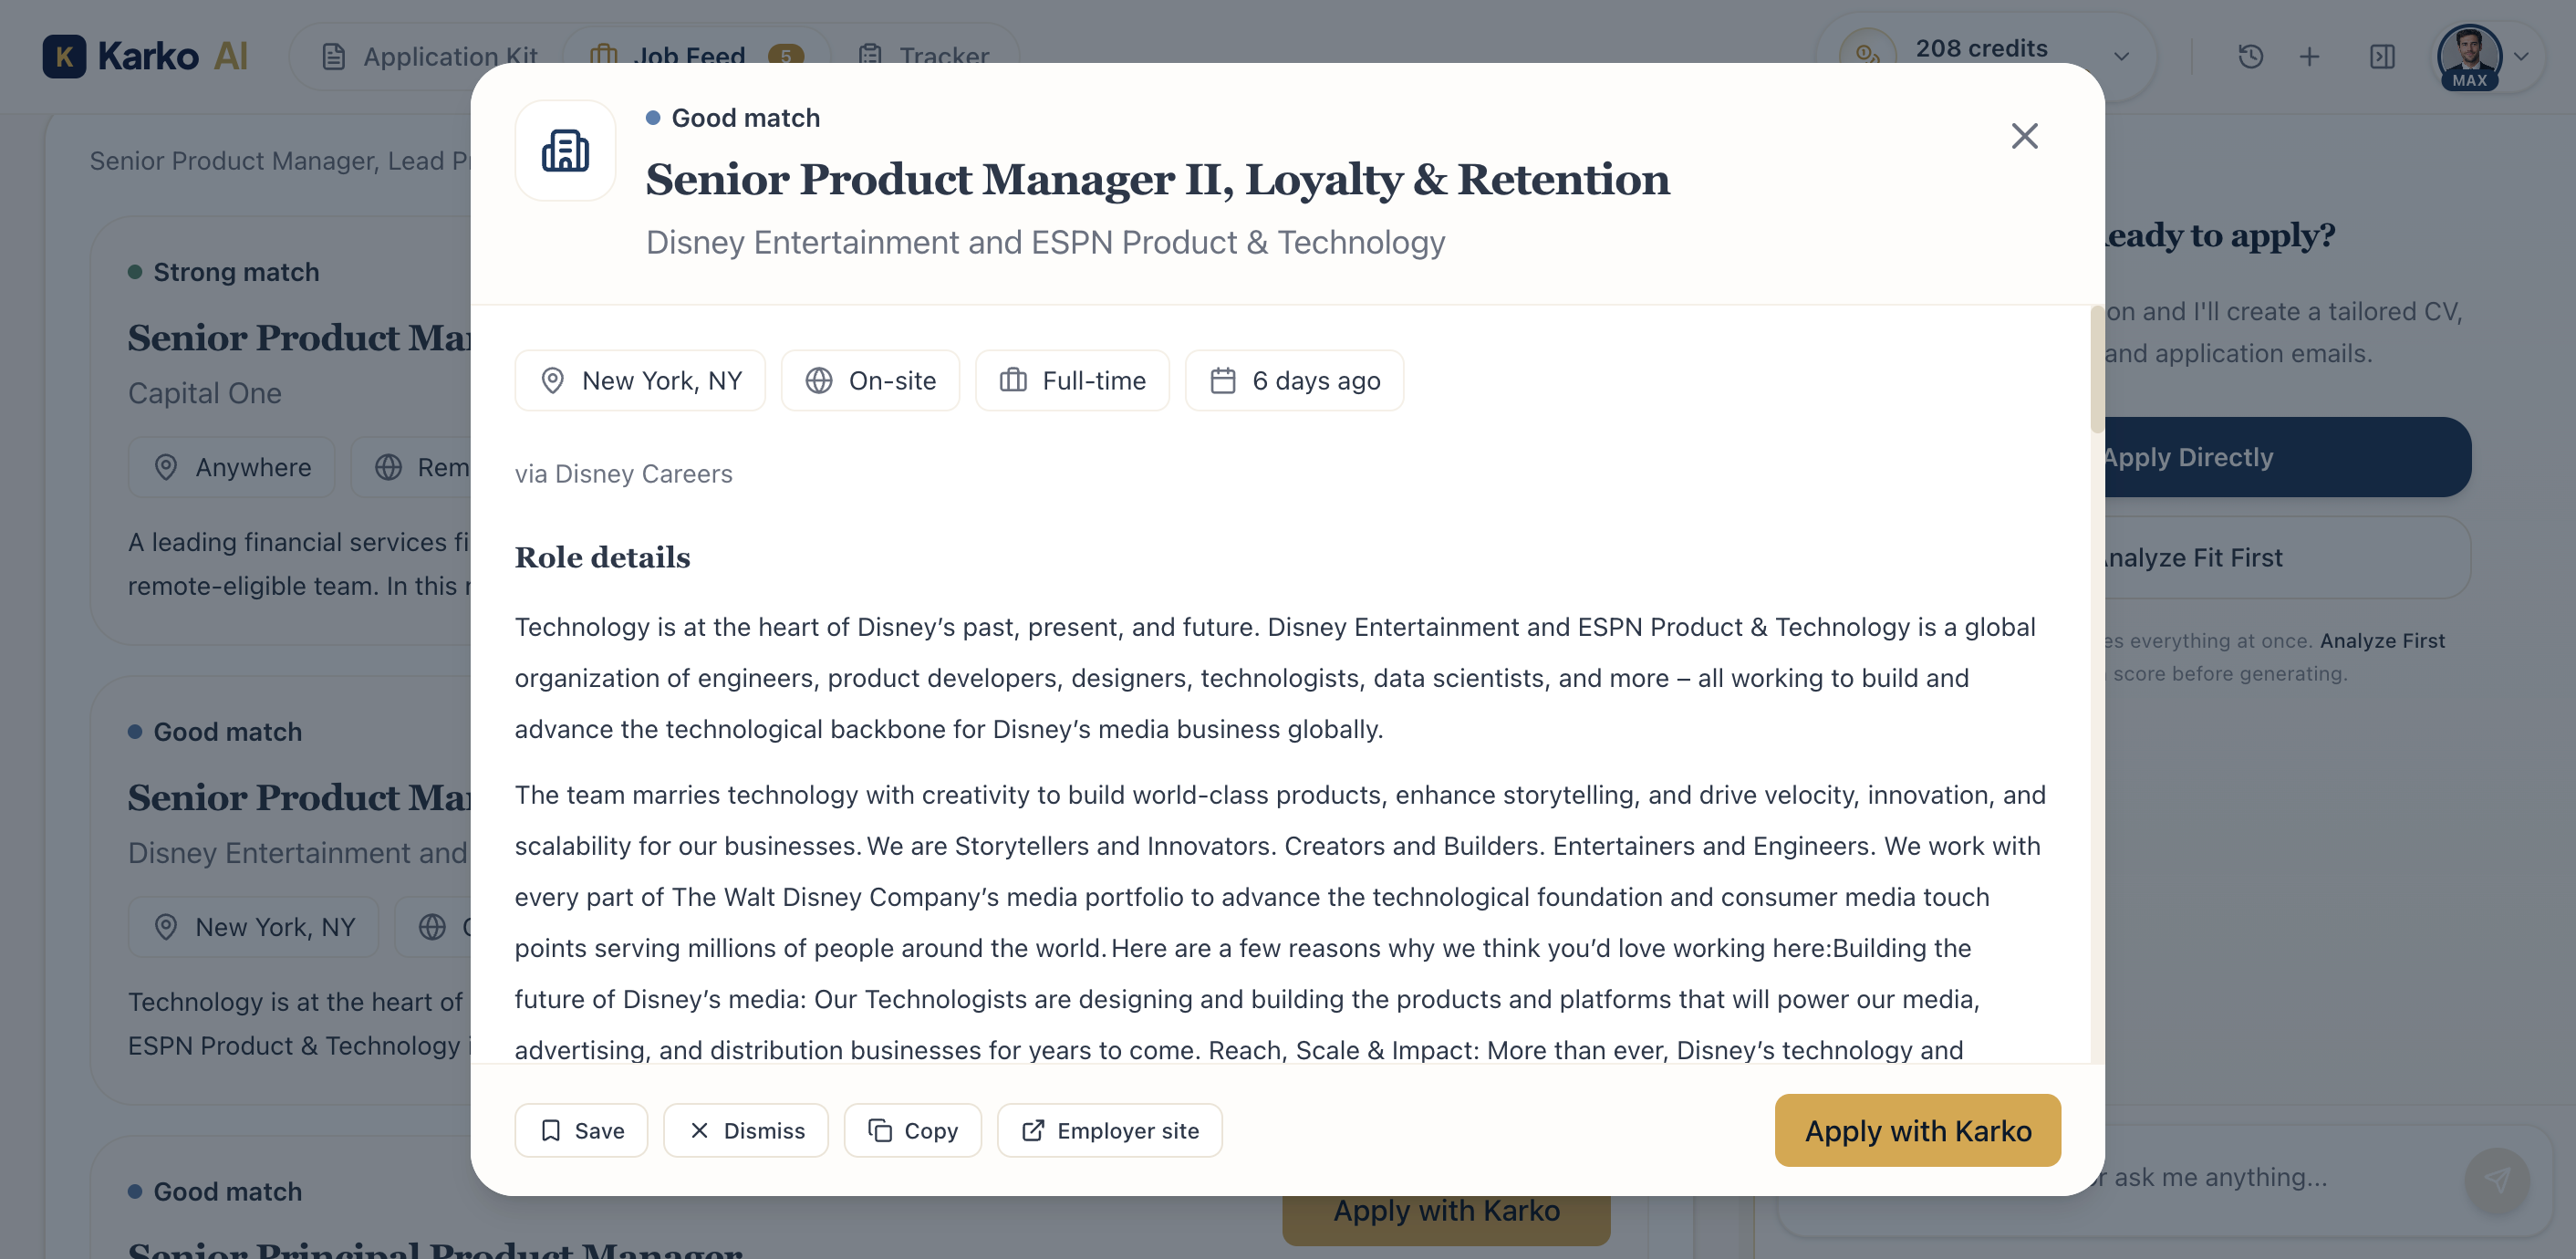 K Karko AI
Application Kit
Job Feed 5
Tracker
208 credits
MAX
Senior Product Manager, Lead
Strong match
Senior Product
Capital One
Anywhere
A leading financial services
remote-eligible team. In this
Good match
Senior Product
Disney Entertainment and
New York, NY
Technology is at the heart of
ESPN Product & Technology
Good match
Senior Principal Product Manager
Good match
Senior Product Manager II, Loyalty & Retention
Disney Entertainment and ESPN Product & Technology
New York, NY
On-site
Full-time
6 days ago
via Disney Careers
Role details
Technology is at the heart of Disney’s past, present, and future. Disney Entertainment and ESPN Product & Technology is a global
organization of engineers, product developers, designers, technologists, data scientists, and more – all working to build and
advance the technological backbone for Disney’s media business globally.
The team marries technology with creativity to build world-class products, enhance storytelling, and drive velocity, innovation, and
scalability for our businesses. We are Storytellers and Innovators. Creators and Builders. Entertainers and Engineers. We work with
every part of The Walt Disney Company’s media portfolio to advance the technological foundation and consumer media touch
points serving millions of people around the world. Here are a few reasons why we think you’d love working here:Building the
future of Disney’s media: Our Technologists are designing and building the products and platforms that will power our media,
advertising, and distribution businesses for years to come. Reach, Scale & Impact: More than ever, Disney’s technology and
Save
Dismiss
Copy
Employer site
Apply with Karko
Apply with Karko
to apply?
and I'll create a tailored CV,
and application emails.
Apply Directly
Fit First
everything at once. Analyze First
score before generating.
ask me anything...